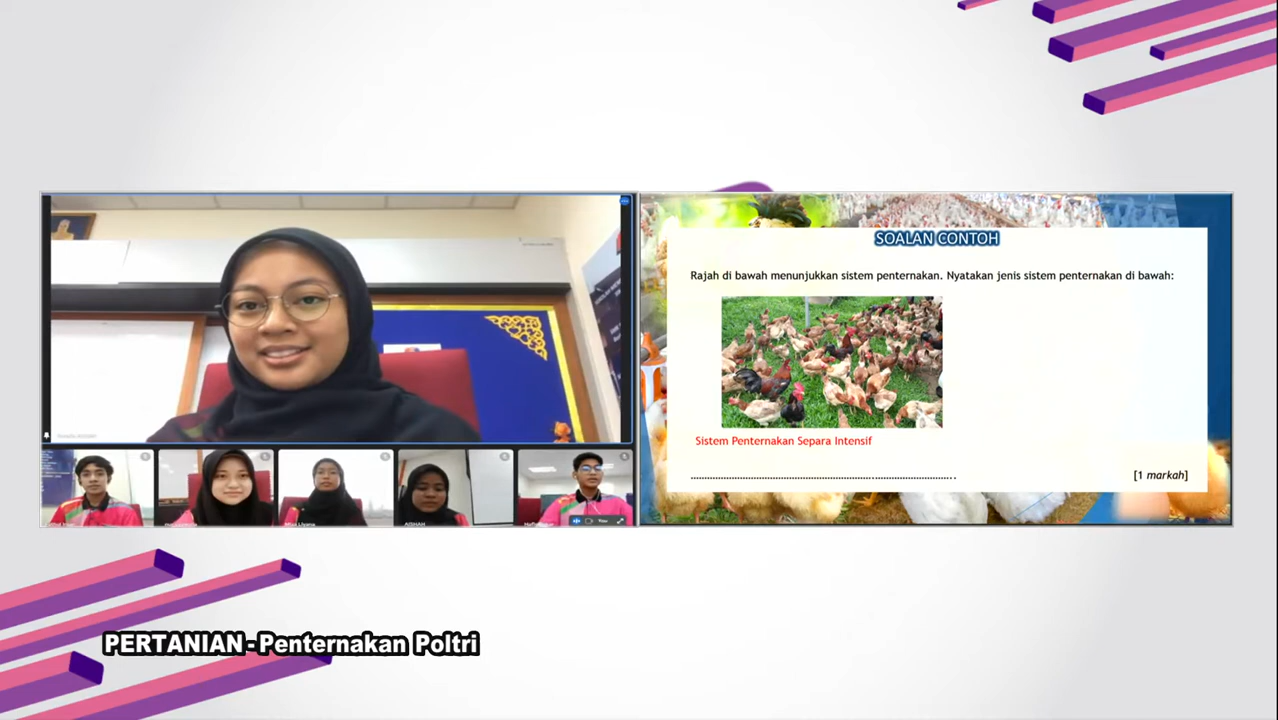 SOALAN CONTOH
Rajah di bawah menunjukkan sistem penternakan. Nyatakan jenis sistem penternakan di bawah:
Sistem Penternakan Separa Intensif
[1 markah]
AISHAH
PERTANIAN - Penternakan Poltri